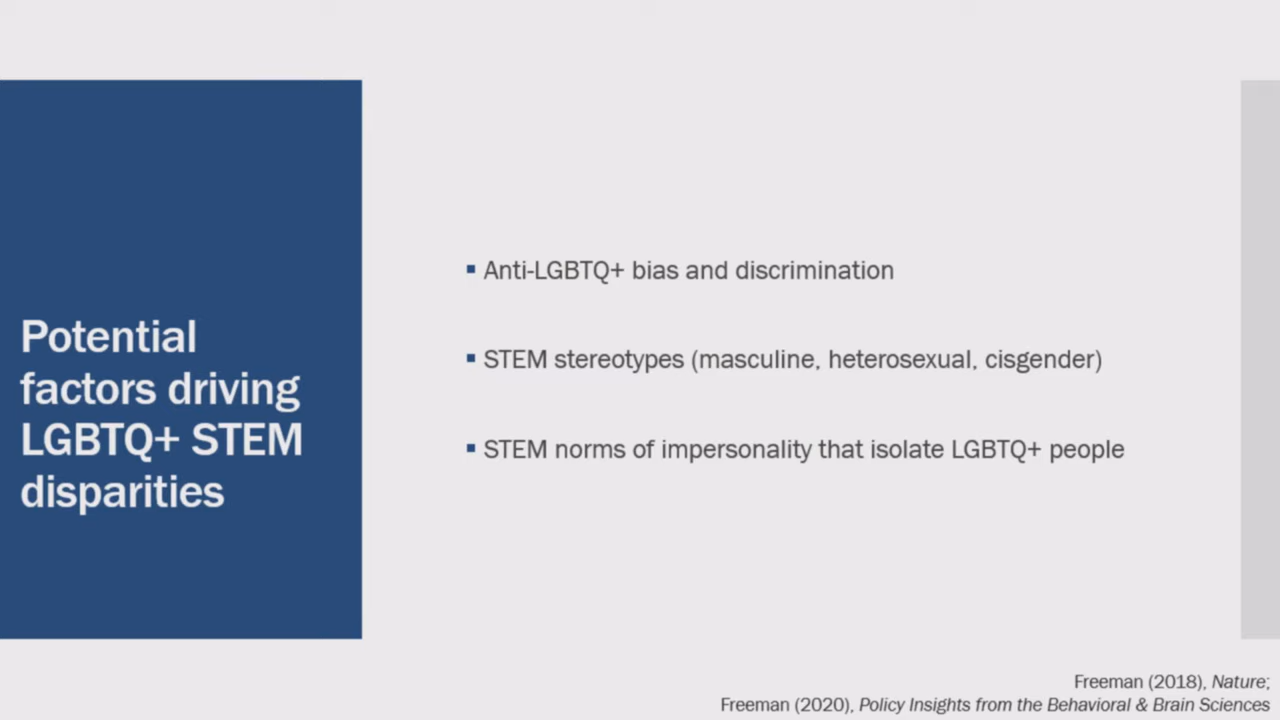 Potential
factors driving
LGBTQ+ STEM
disparities
▪ Anti-LGBTQ+ bias and discrimination
▪ STEM stereotypes (masculine, heterosexual, cisgender)
▪ STEM norms of impersonality that isolate LGBTQ+ people
Freeman (2018), Nature;
Freeman (2020), Policy Insights from the Behavioral & Brain Sciences